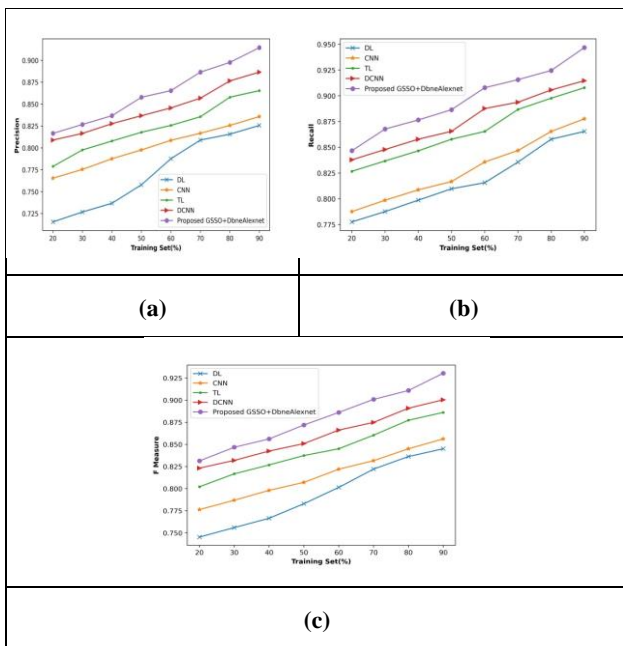 0.900
0.875
0.850
0.825
0.800
0.775
0.750
0.725
Precision
20 30 40 50 60 70 80 90
Training Set(%)
DL
CNN
TL
DCNN
Proposed GSSO+DbneAlexnet
0.950
0.925
0.900
0.875
0.850
0.825
0.800
0.775
Recall
20 30 40 50 60 70 80 90
Training Set(%)
DL
CNN
TL
DCNN
Proposed GSSO+DbneAlexnet
(a)
(b)
0.925
0.900
0.875
0.850
0.825
0.800
0.775
0.750
F Measure
20 30 40 50 60 70 80 90
Training Set(%)
DL
CNN
TL
DCNN
Proposed GSSO+DbneAlexnet
(c)